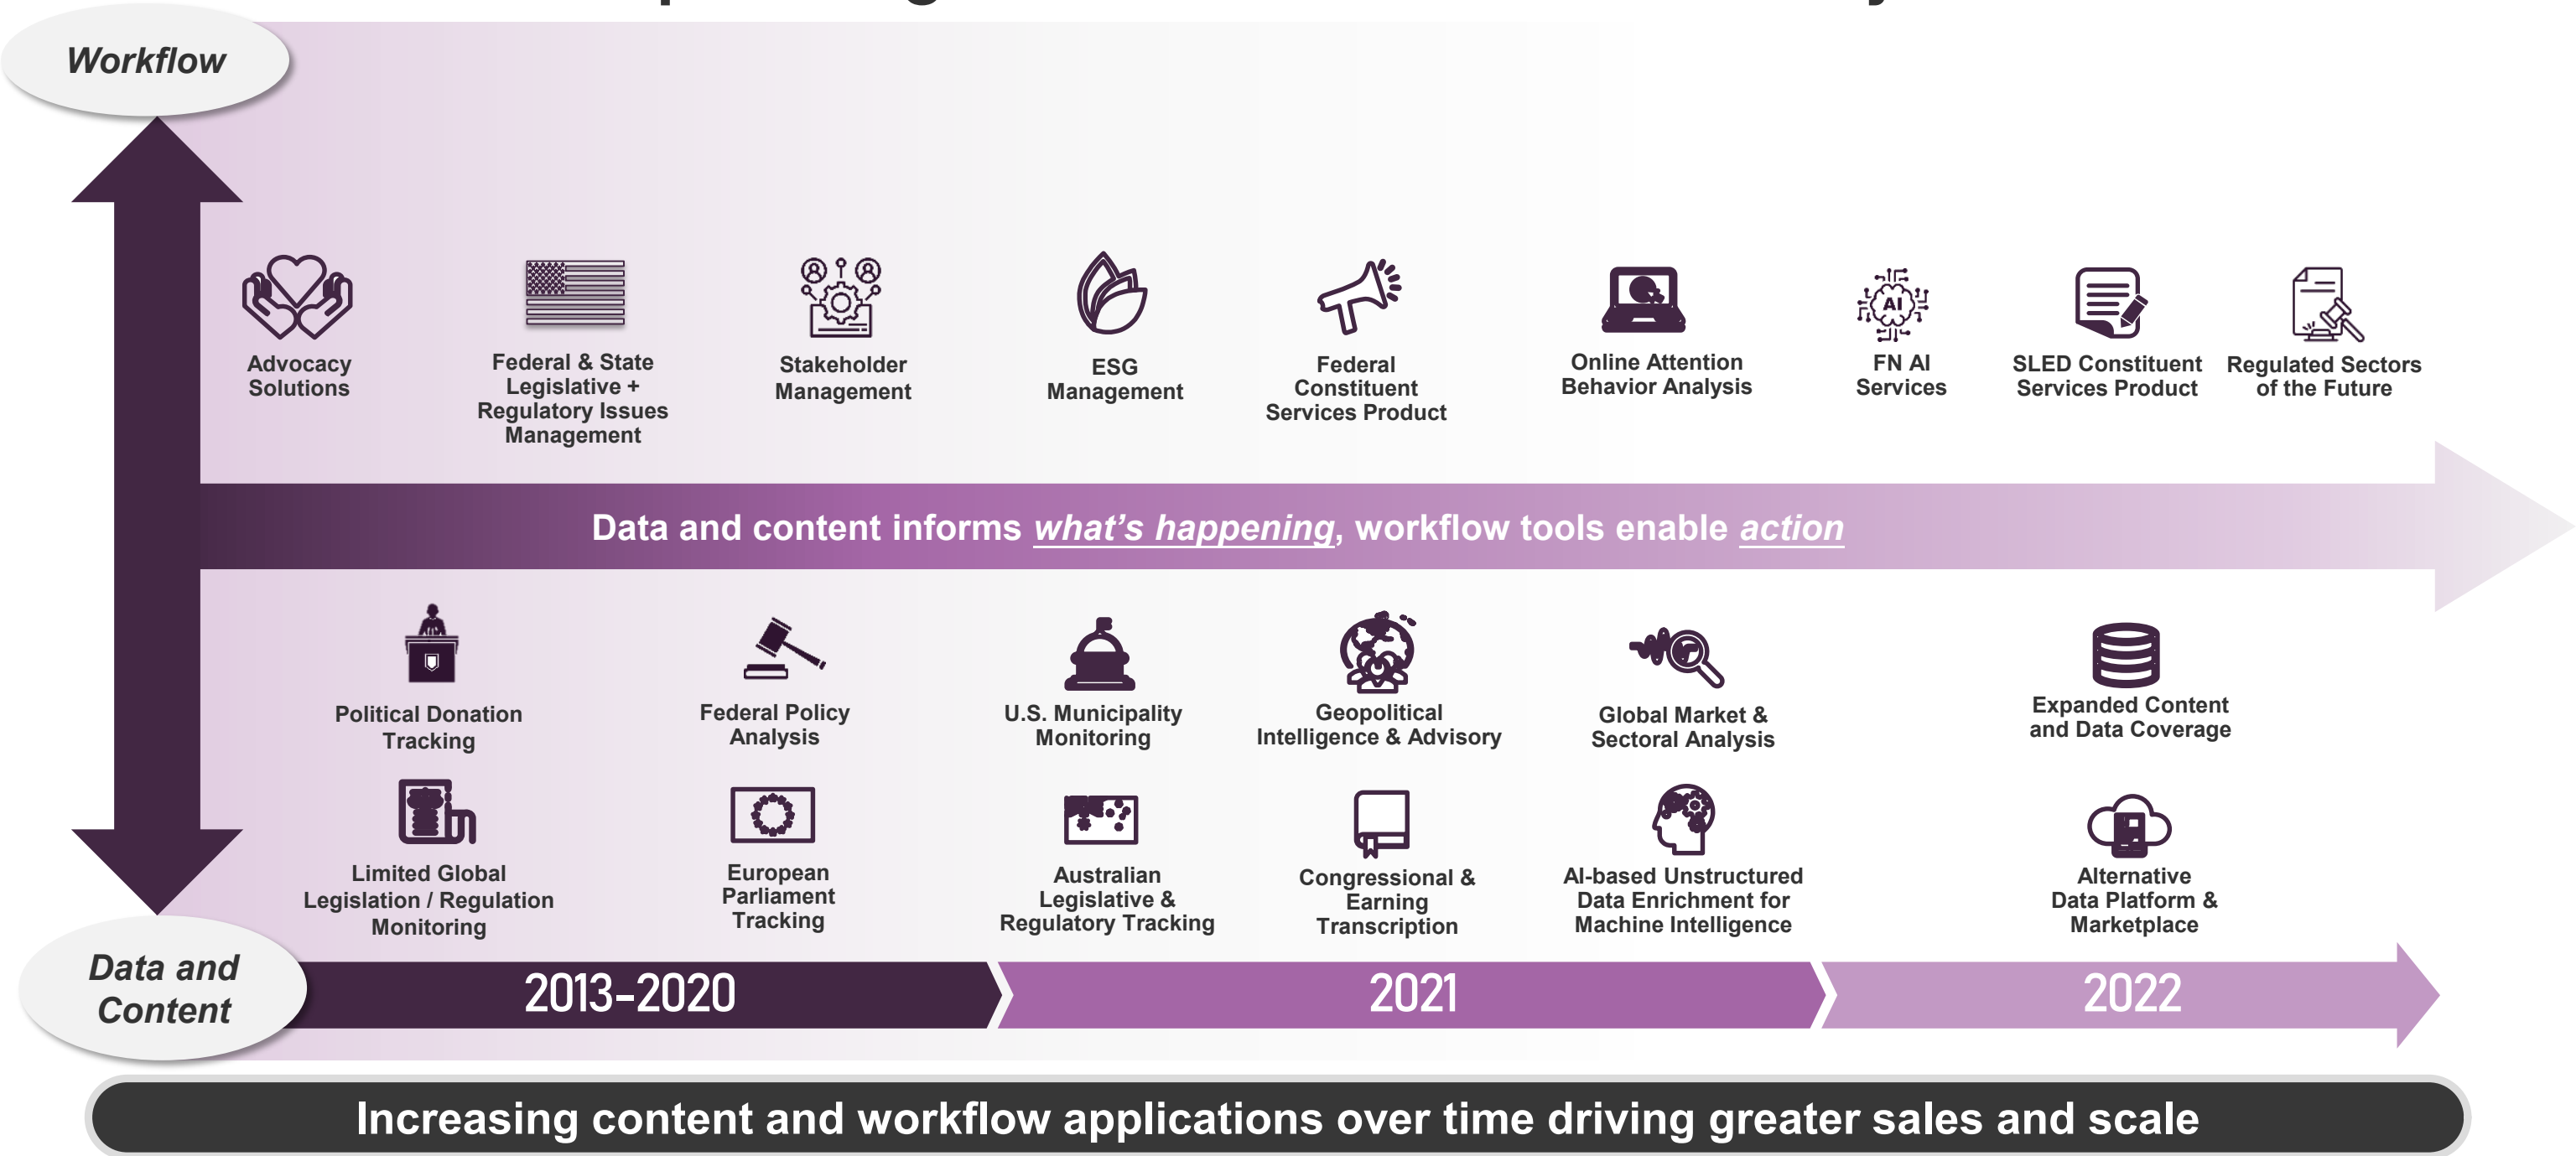 Workflow
Advocacy
Solutions
Federal & State
Legislative +
Regulatory Issues
Management
Stakeholder
Management
ESG
Management
Federal
Constituent
Services Product
Online Attention
Behavior Analysis
AI
FN AI
Services
SLED Constituent
Services Product
Regulated Sectors
of the Future
Data and content informs what's happening, workflow tools enable action
Political Donation
Tracking
Federal Policy
Analysis
U.S. Municipality
Monitoring
Geopolitical
Intelligence & Advisory
Global Market &
Sectoral Analysis
Expanded Content
and Data Coverage
Limited Global
Legislation / Regulation
Monitoring
European
Parliament
Tracking
Australian
Legislative &
Regulatory Tracking
Congressional &
Earning
Transcription
AI-based Unstructured
Data Enrichment for
Machine Intelligence
Alternative
Data Platform &
Marketplace
Data and
Content
2013-2020
2021
2022
Increasing content and workflow applications over time driving greater sales and scale